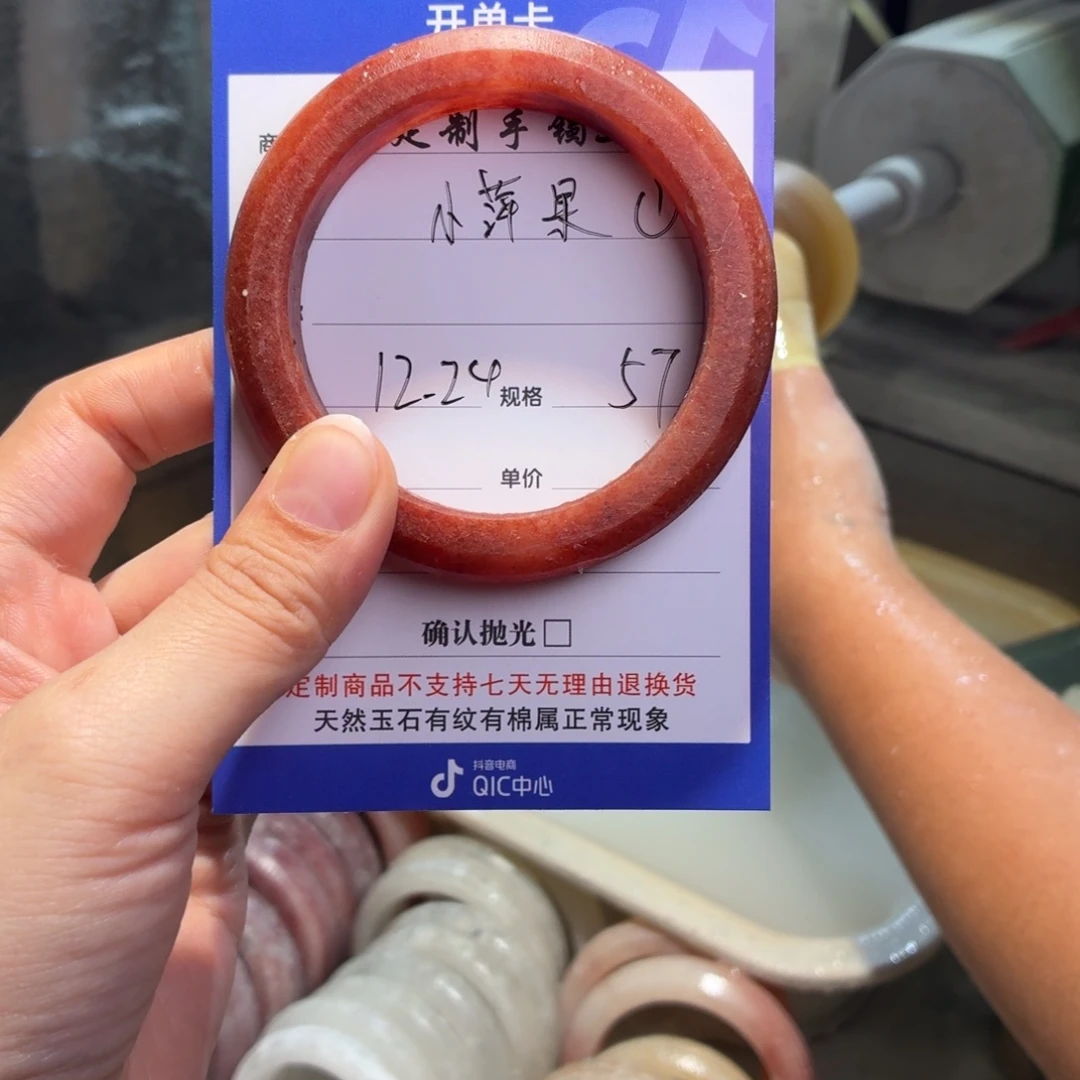 开单卡
商 定制手镯
小萍果 ①
12-24 规格 57
单价
确认抛光□
定制商品不支持七天无理由退换货
天然玉石有纹有棉属正常现象
抖音电商
QIC中心